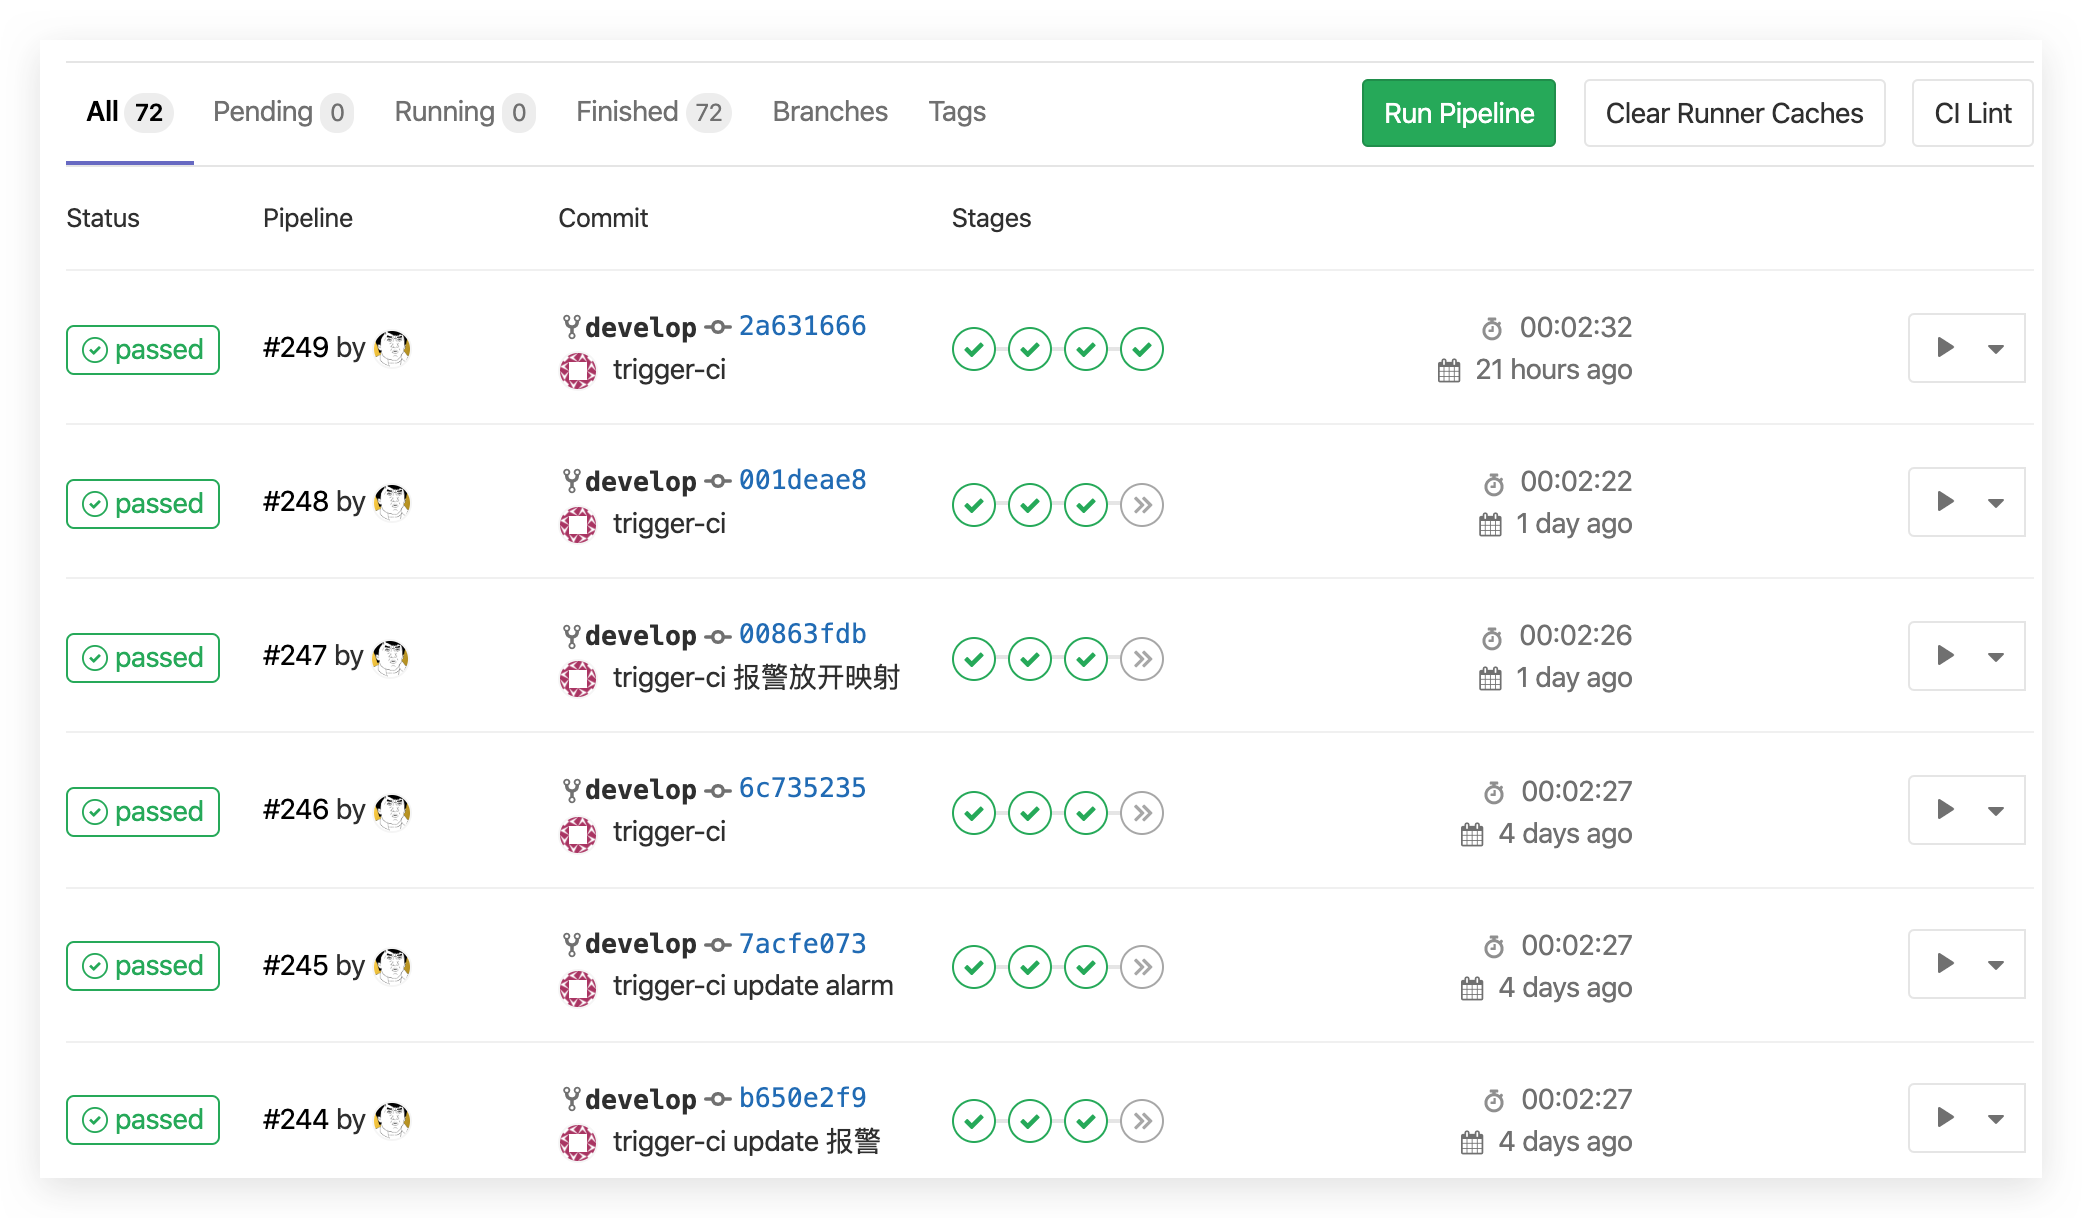 All 72 Pending 0 Running 0 Finished 72 Branches Tags Run Pipeline Clear Runner Caches CI Lint
Status Pipeline Commit Stages
passed #249 by develop 2a631666 00:02:32
trigger-ci 21 hours ago
passed #248 by develop 001deae8 00:02:22
trigger-ci 1 day ago
passed #247 by develop 00863fdb 00:02:26
trigger-ci 报警放开映射 1 day ago
passed #246 by develop 6c735235 00:02:27
trigger-ci 4 days ago
passed #245 by develop 7acfe073 00:02:27
trigger-ci update alarm 4 days ago
passed #244 by develop b650e2f9 00:02:27
trigger-ci update 报警 4 days ago